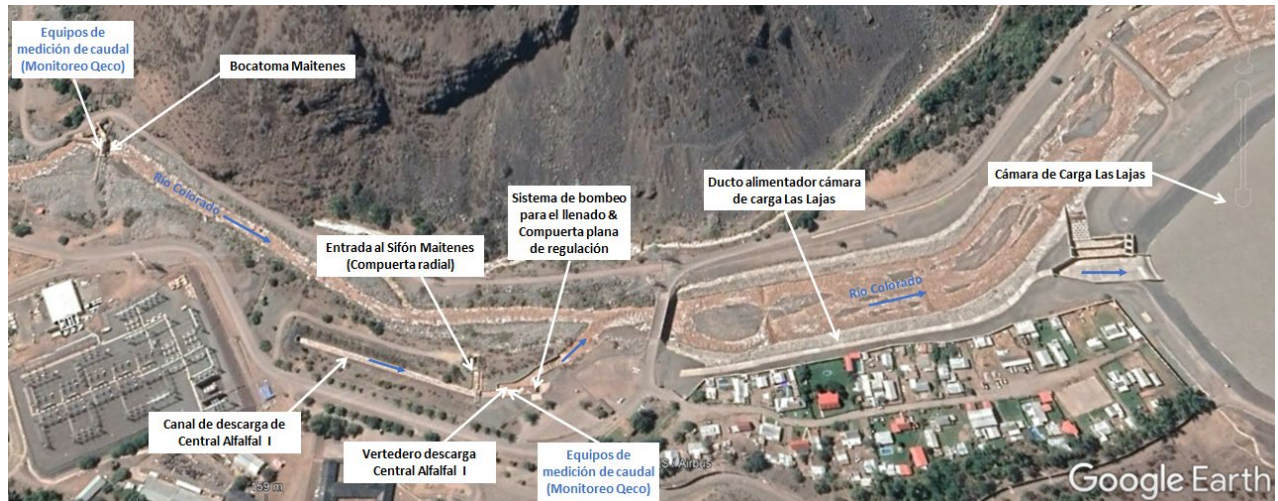 Equipos de
medición de caudal
(Monitoreo Qeco)
Bocatoma Maitenes
Río Colorado
Entrada al Sifón Maitenes
(Compuerta radial)
Sistema de bombeo
para el llenado &
Compuerta plana
de regulación
Ducto alimentador cámara
de carga Las Lajas
Cámara de Carga Las Lajas
Río Colorado
Canal de descarga de
Central Alfalfal I
Vertedero descarga
Central Alfalfal I
Equipos de
medición de caudal
(Monitoreo Qeco)
59 m
S / Airbus
Google Earth